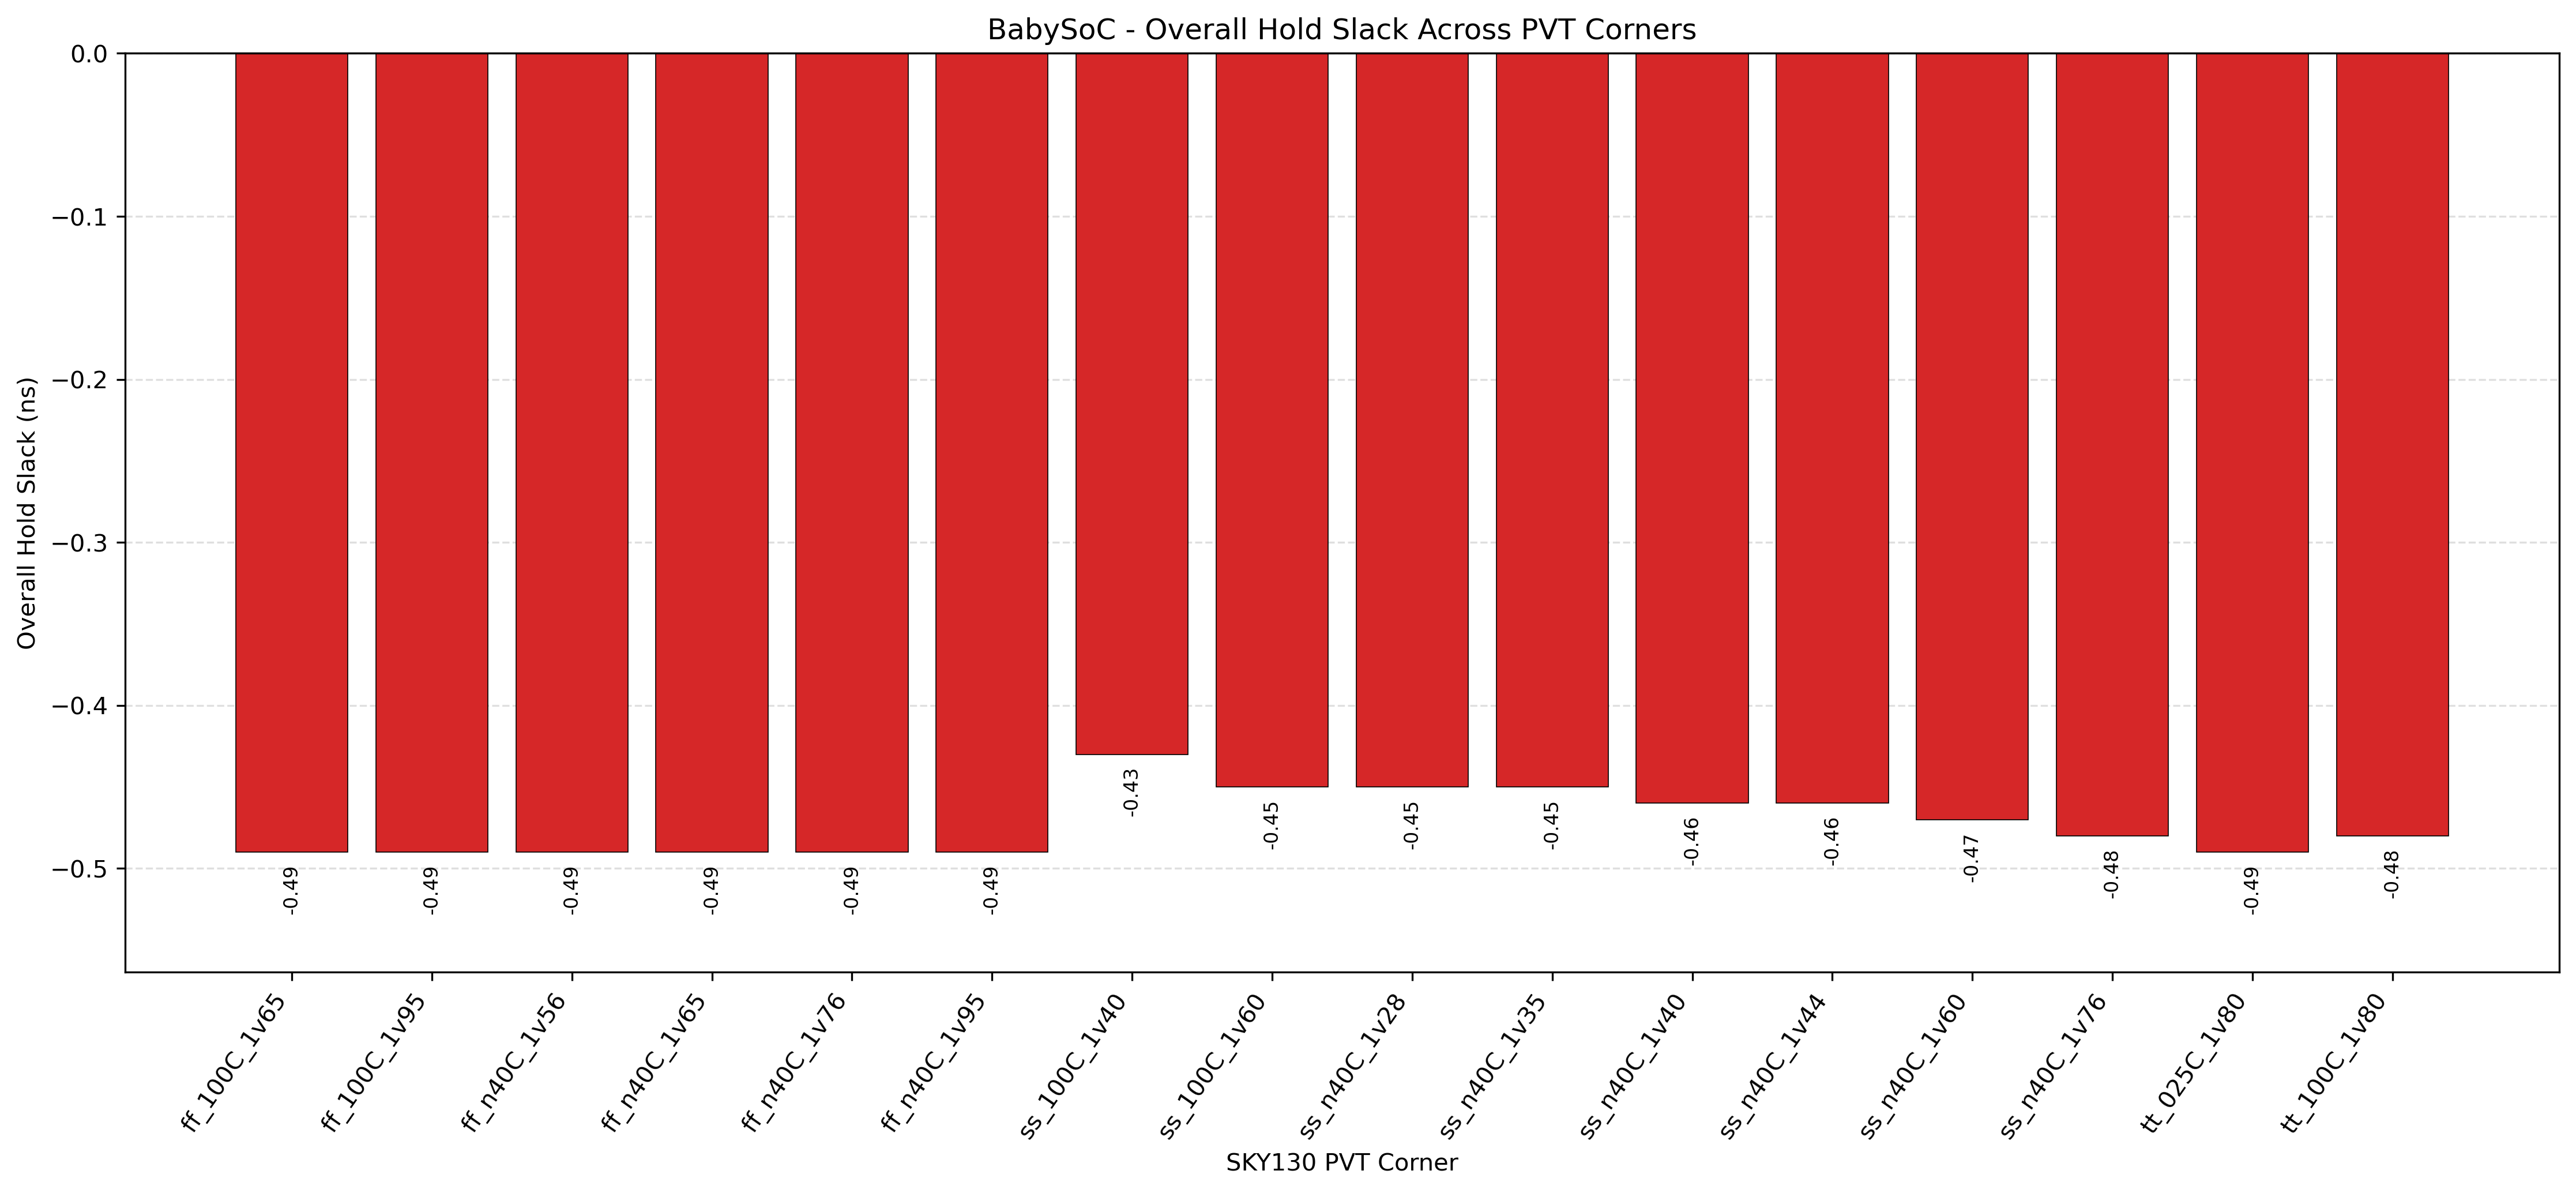 BabySoC - Overall Hold Slack Across PVT Corners
Overall Hold Slack (ns)
0.0
−0.1
−0.2
−0.3
−0.4
−0.5
-0.49
-0.49
-0.49
-0.49
-0.49
-0.49
-0.43
-0.45
-0.45
-0.45
-0.46
-0.46
-0.47
-0.48
-0.49
-0.48
ff_100C_1v65
ff_100C_1v95
ff_n40C_1v56
ff_n40C_1v65
ff_n40C_1v76
ff_n40C_1v95
ss_100C_1v40
ss_100C_1v60
ss_n40C_1v28
ss_n40C_1v35
ss_n40C_1v40
ss_n40C_1v44
ss_n40C_1v60
ss_n40C_1v76
tt_025C_1v80
tt_100C_1v80
SKY130 PVT Corner